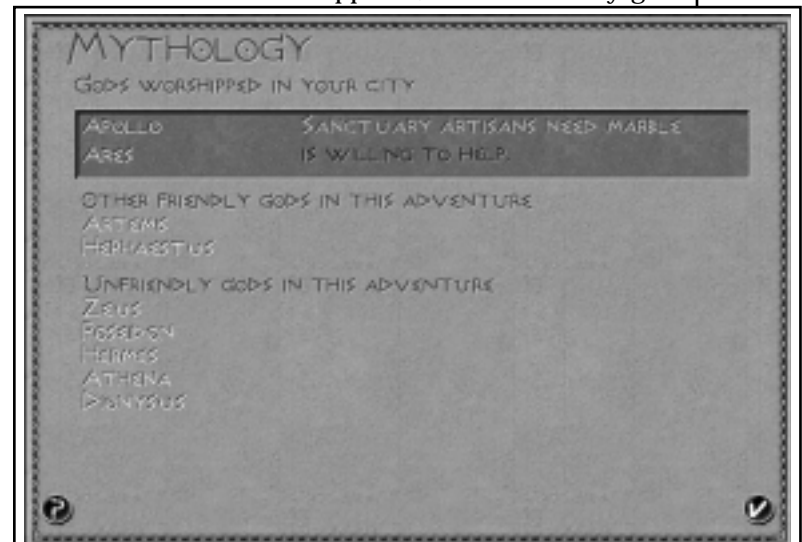 MYTHOLOGY
GODS WORSHIPPED IN YOUR CITY
APOLLO SANCTUARY ARTISANS NEED MARBLE
ARES IS WILLING TO HELP.
OTHER FRIENDLY GODS IN THIS ADVENTURE
ARTEMIS
HEPHAESTUS
UNFRIENDLY GODS IN THIS ADVENTURE
ZEUS
POSEIDON
HERMES
ATHENA
DIONYSUS